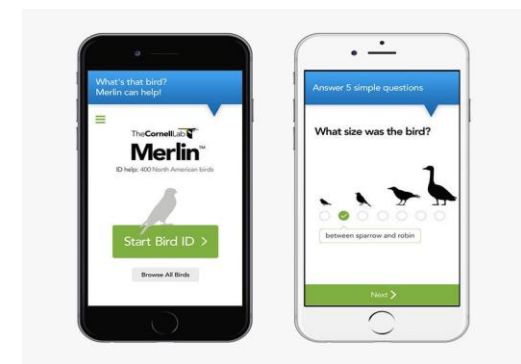 What's that bird?
Merlin can help!
TheCornellLab
Merlin™
ID help: 400 North American birds
Start Bird ID >
Browse All Birds
Answer 5 simple questions
What size was the bird?
between sparrow and robin
Next >